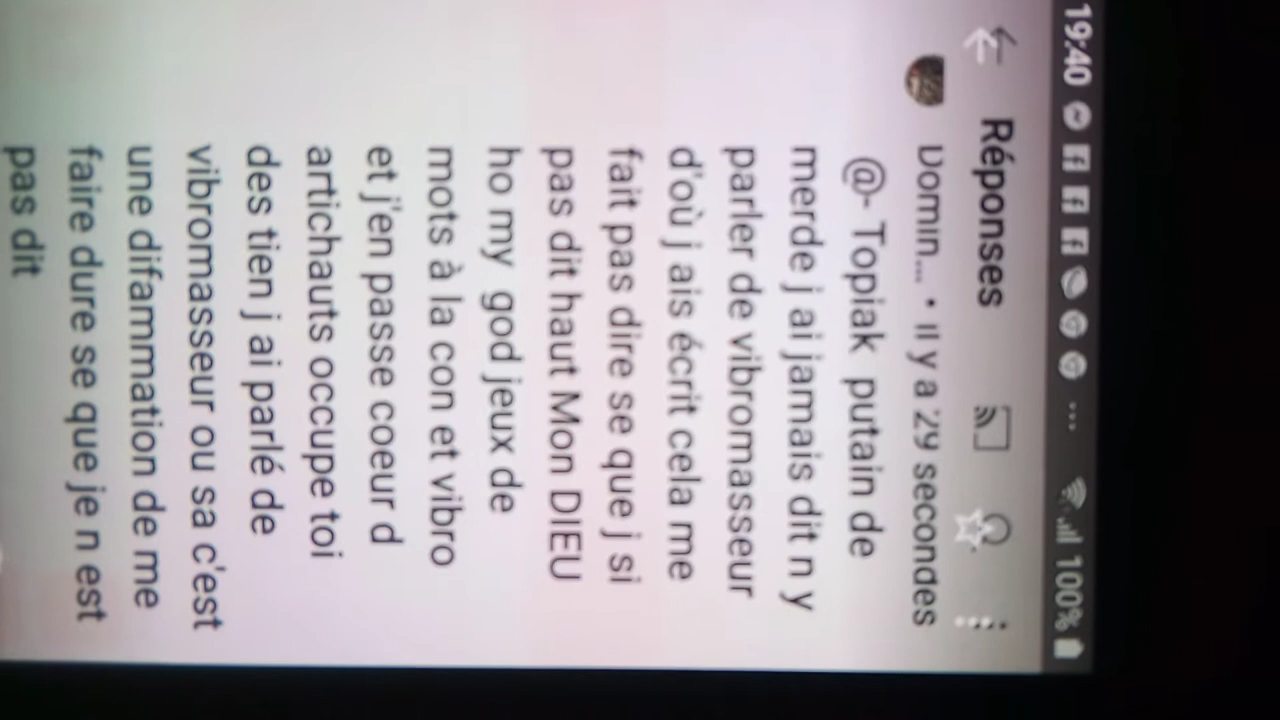 19:40 ... 100%
Réponses
Domin... • il y a 29 secondes
@- Topiak putain de
merde j ai jamais dit n y
parler de vibromasseur
d'où j ais écrit cela me
fait pas dire se que j si
pas dit haut Mon DIEU
ho my god jeux de
mots à la con et vibro
et j'en passe coeur d
artichauts occupe toi
des tien j ai parlé de
vibromasseur ou sa c'est
une difammation de me
faire dure se que je n est
pas dit